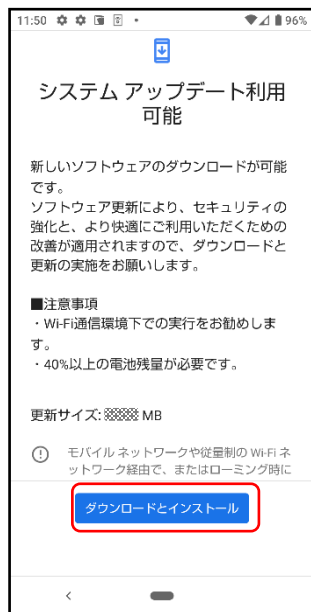 11:50
96%
システム アップデート利用
可能
新しいソフトウェアのダウンロードが可能
です。
ソフトウェア更新により、セキュリティの
強化と、より快適にご利用いただくための
改善が適用されますので、ダウンロードと
更新の実施をお願いします。
■注意事項
・Wi-Fi通信環境下での実行をお勧めしま
す。
・40%以上の電池残量が必要です。
更新サイズ: MB
モバイル ネットワークや従量制の Wi-Fi ネ
ットワーク経由で、またはローミング時に
ダウンロードとインストール